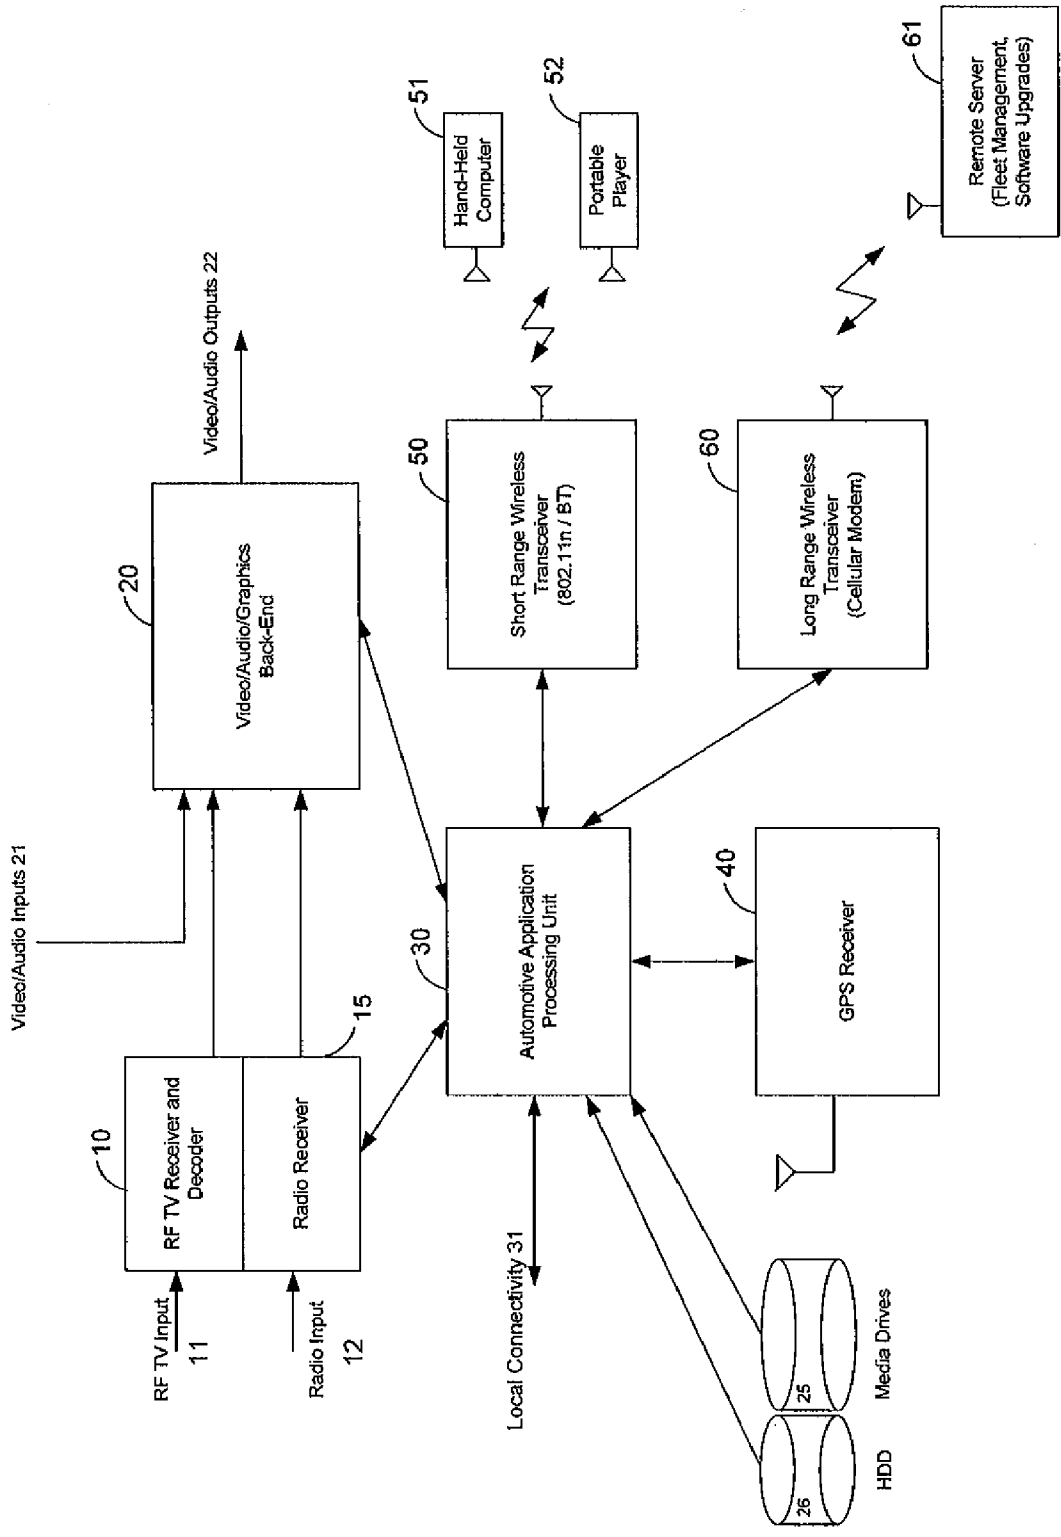 Video/Audio Inputs 21
10
RF TV Receiver and
Decoder
RF TV Input
11
Radio Receiver
15
Radio Input
12
20
Video/Audio/Graphics
Back-End
Video/Audio Outputs 22
30
Automotive Application
Processing Unit
Local Connectivity 31
50
Short Range Wireless
Transceiver
(802.11n / BT)
51
Hand-Held
Computer
52
Portable
Player
40
GPS Receiver
60
Long Range Wireless
Transceiver
(Cellular Modem)
61
Remote Server
(Fleet Management,
Software Upgrades)
26
HDD
25
Media Drives